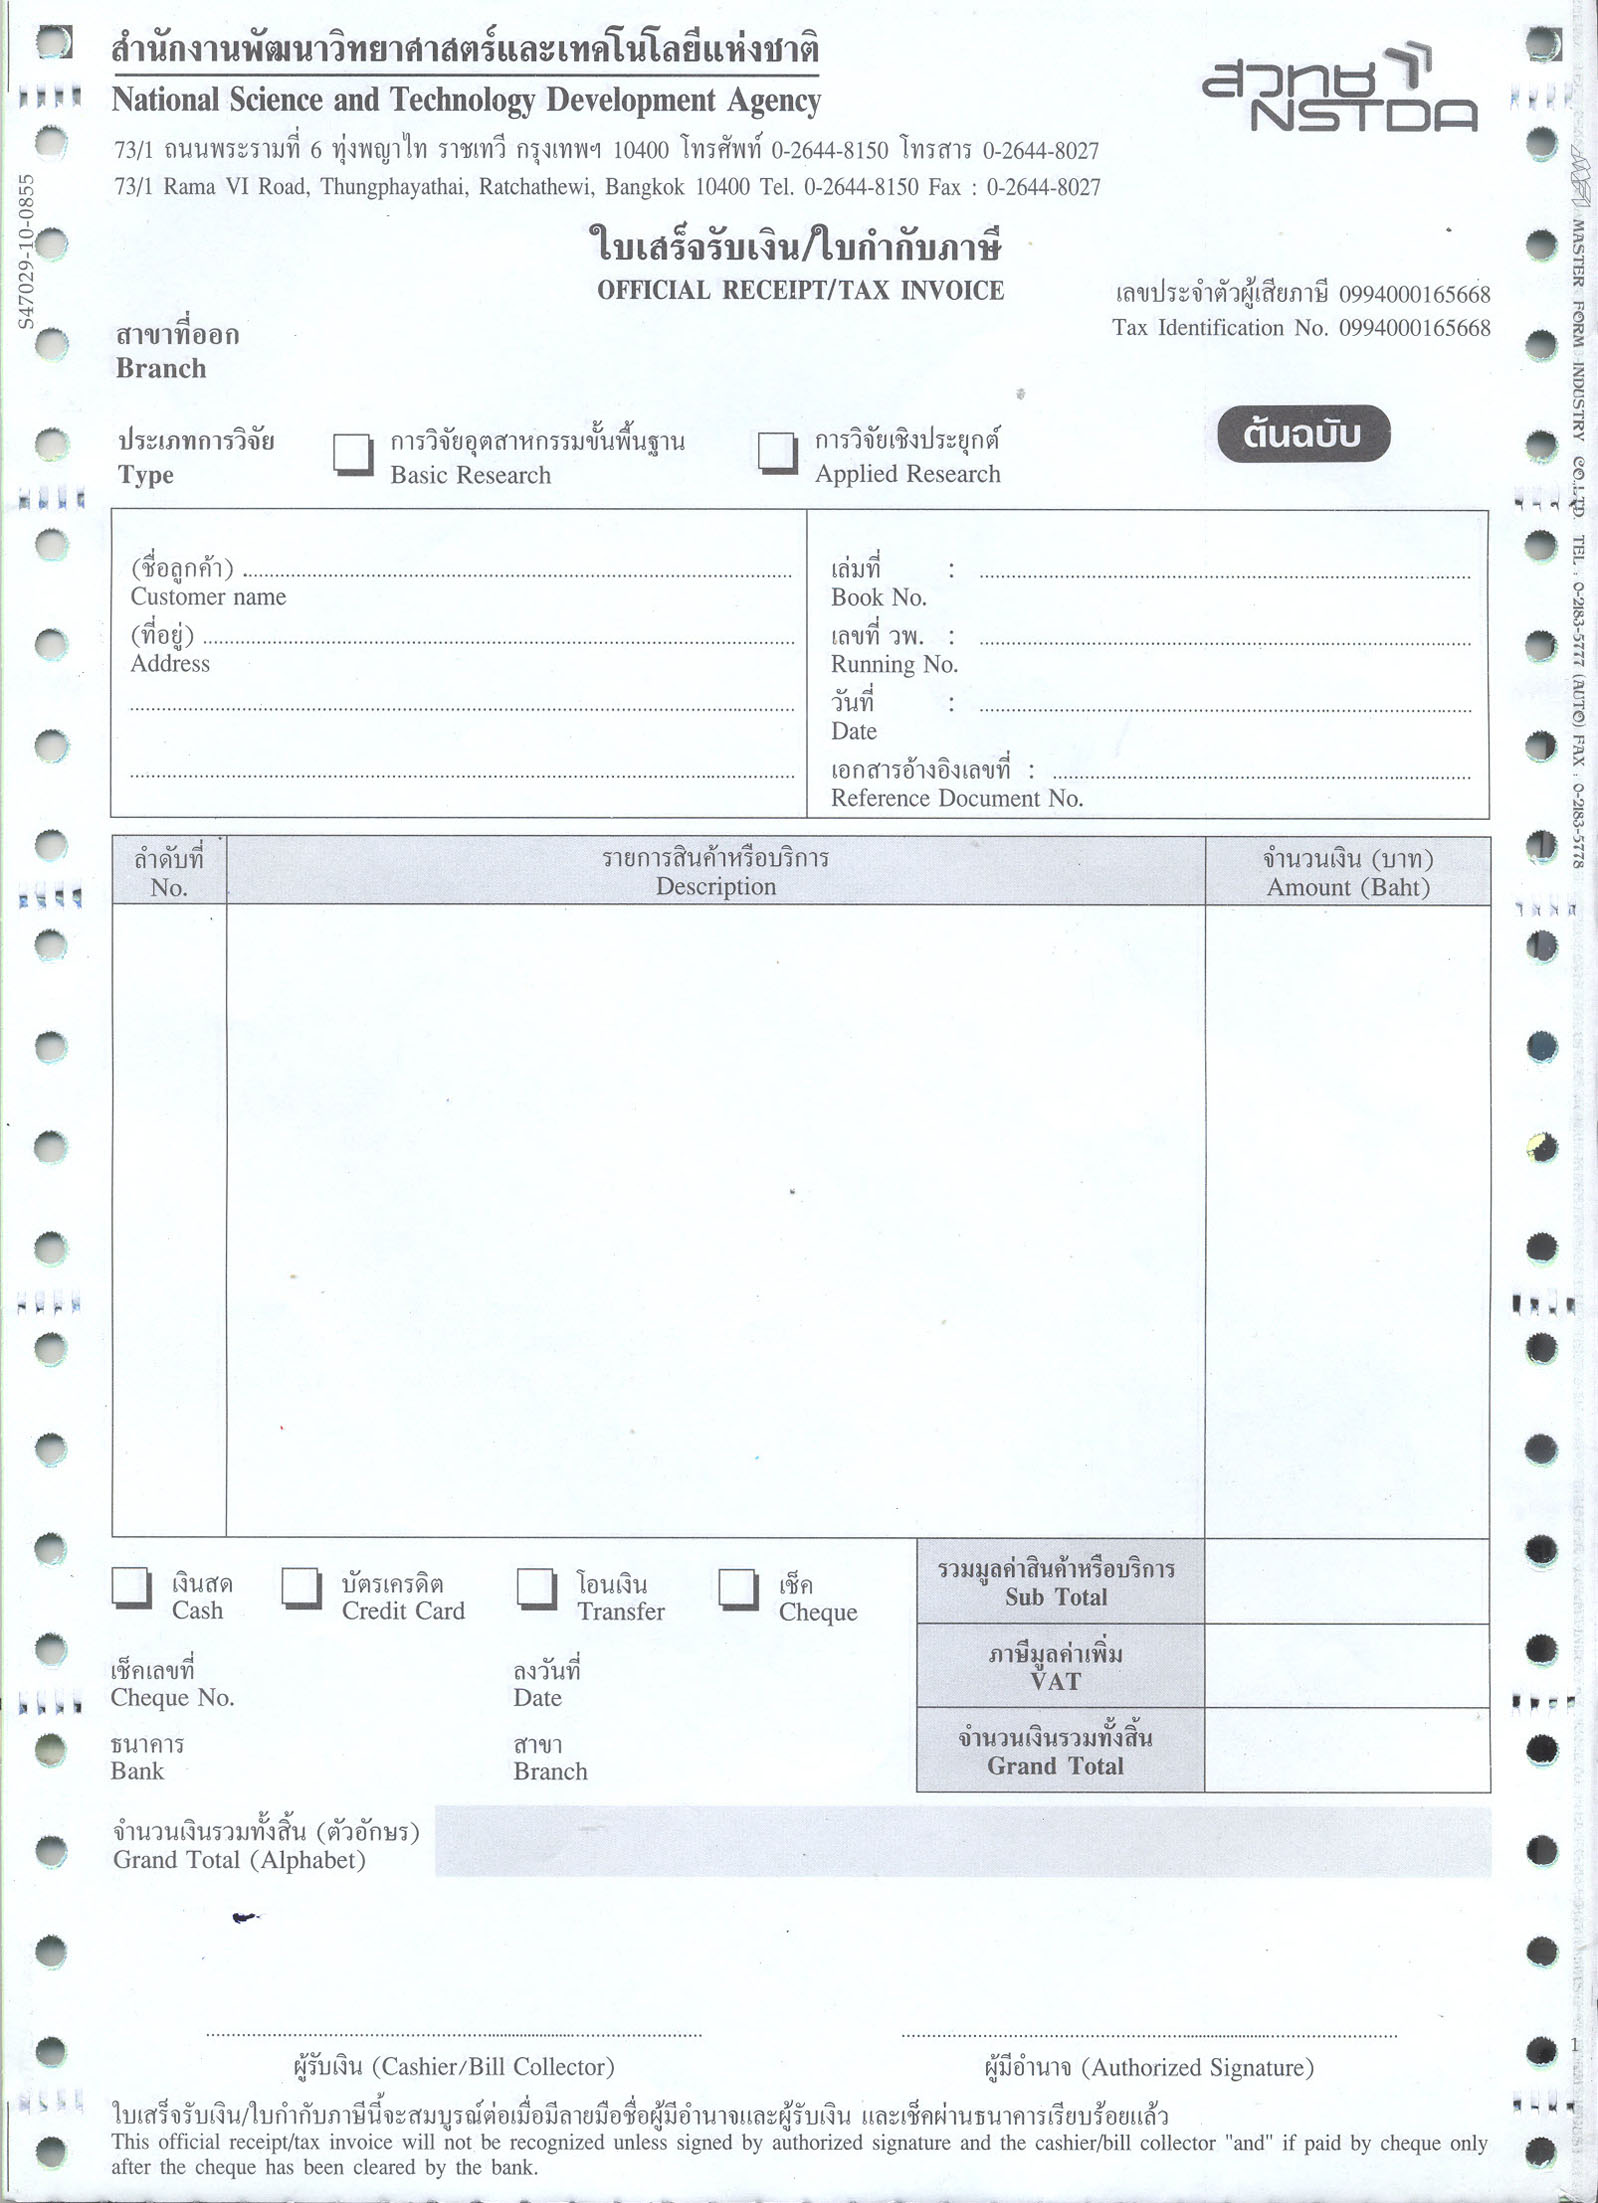 สำนักงานพัฒนาวิทยาศาสตร์และเทคโนโลยีแห่งชาติ
National Science and Technology Development Agency
สวทช
NSTDA
73/1 ถนนพระรามที่ 6 ทุ่งพญาไท ราชเทวี กรุงเทพฯ 10400 โทรศัพท์ 0-2644-8150 โทรสาร 0-2644-8027
73/1 Rama VI Road, Thungphayathai, Ratchathewi, Bangkok 10400 Tel. 0-2644-8150 Fax : 0-2644-8027
S47029-10-0855
MASTER FORM INDUSTRY CO.,LTD. TEL : 0-2183-5777 (AUTO) FAX : 0-2183-5778
ใบเสร็จรับเงิน/ใบกำกับภาษี
OFFICIAL RECEIPT/TAX INVOICE
เลขประจำตัวผู้เสียภาษี 0994000165668
Tax Identification No. 0994000165668
สาขาที่ออก
Branch
ต้นฉบับ
ประเภทการวิจัย การวิจัยอุตสาหกรรมขั้นพื้นฐาน การวิจัยเชิงประยุกต์
Type Basic Research Applied Research
(ชื่อลูกค้า)
Customer name
(ที่อยู่)
Address
เล่มที่ :
Book No.
เลขที่ วพ. :
Running No.
วันที่ :
Date
เอกสารอ้างอิงเลขที่ :
Reference Document No.
ลำดับที่ รายการสินค้าหรือบริการ จำนวนเงิน (บาท)
No. Description Amount (Baht)
เงินสด บัตรเครดิต โอนเงิน เช็ค
Cash Credit Card Transfer Cheque
รวมมูลค่าสินค้าหรือบริการ
Sub Total
เช็คเลขที่ ลงวันที่
Cheque No. Date
ภาษีมูลค่าเพิ่ม
VAT
ธนาคาร สาขา
Bank Branch
จำนวนเงินรวมทั้งสิ้น
Grand Total
จำนวนเงินรวมทั้งสิ้น (ตัวอักษร)
Grand Total (Alphabet)
ผู้รับเงิน (Cashier/Bill Collector) ผู้มีอำนาจ (Authorized Signature)
1
ใบเสร็จรับเงิน/ใบกำกับภาษีนี้จะสมบูรณ์ต่อเมื่อมีลายมือชื่อผู้มีอำนาจและผู้รับเงิน และเช็คผ่านธนาคารเรียบร้อยแล้ว
This official receipt/tax invoice will not be recognized unless signed by authorized signature and the cashier/bill collector "and" if paid by cheque only
after the cheque has been cleared by the bank.